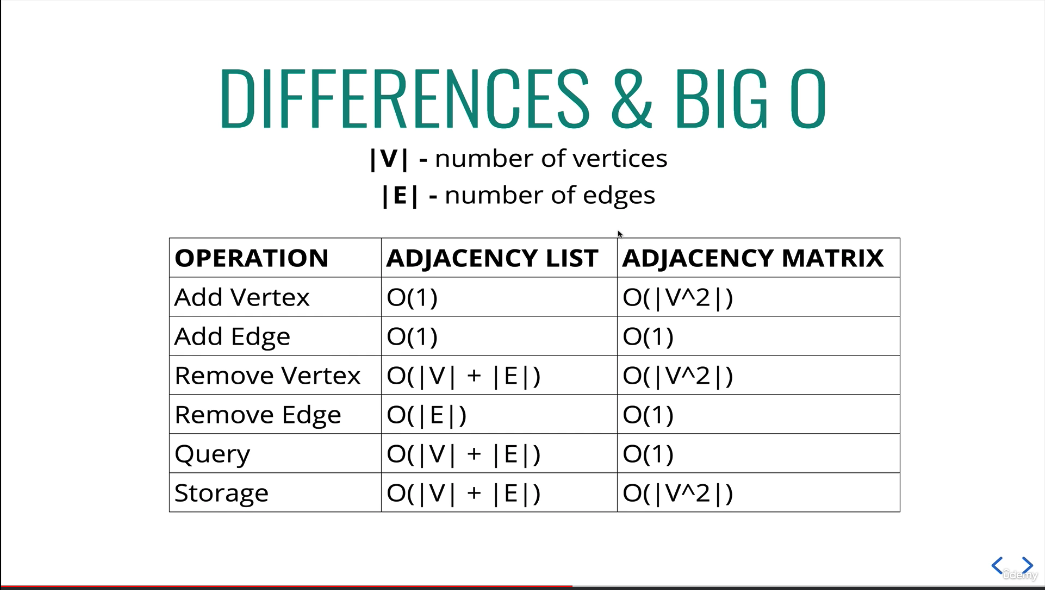 DIFFERENCES & BIG O
|V| - number of vertices
|E| - number of edges
OPERATION ADJACENCY LIST ADJACENCY MATRIX
Add Vertex O(1) O(|V^2|)
Add Edge O(1) O(1)
Remove Vertex O(|V| + |E|) O(|V^2|)
Remove Edge O(|E|) O(1)
Query O(|V| + |E|) O(1)
Storage O(|V| + |E|) O(|V^2|)
ûdemy